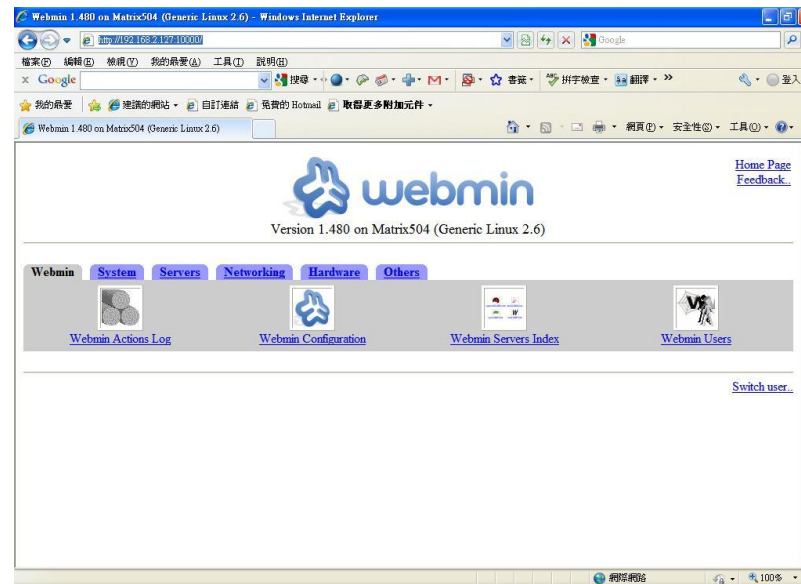 Webmin 1.480 on Matrix504 (Generic Linux 2.6) - Windows Internet Explorer
http://192.168.2.127:10000/
Google
檔案(F) 編輯(E) 檢視(V) 我的最愛(A) 工具(T) 說明(H)
x Google 搜尋 書籤 ABC 拼字檢查 翻譯 » 登入
我的最愛 建議的網站 自訂連結 免費的 Hotmail 取得更多附加元件
Webmin 1.480 on Matrix504 (Generic Linux 2.6) 網頁(P) 安全性(S) 工具(O)
Home Page
Feedback..
webmin
Version 1.480 on Matrix504 (Generic Linux 2.6)
Webmin System Servers Networking Hardware Others
Webmin Actions Log Webmin Configuration Webmin Servers Index Webmin Users
Switch user..
網際網路 100%